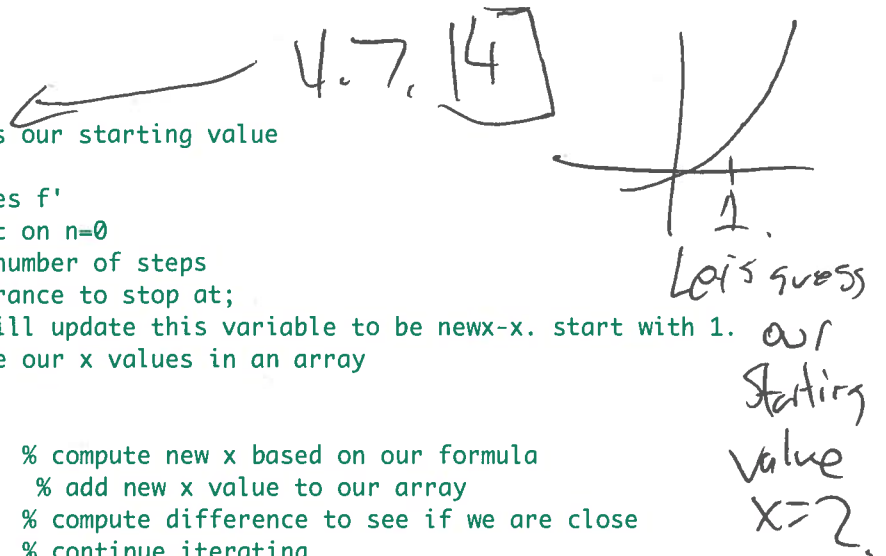 4.7.14
s our starting value
es f'
t on n=0
number of steps
rance to stop at;
ill update this variable to be newx-x. start with 1.
e our x values in an array
% compute new x based on our formula
% add new x value to our array
% compute difference to see if we are close
% continue iterating
1.
Let's guess
our
Starting
value
x=2.